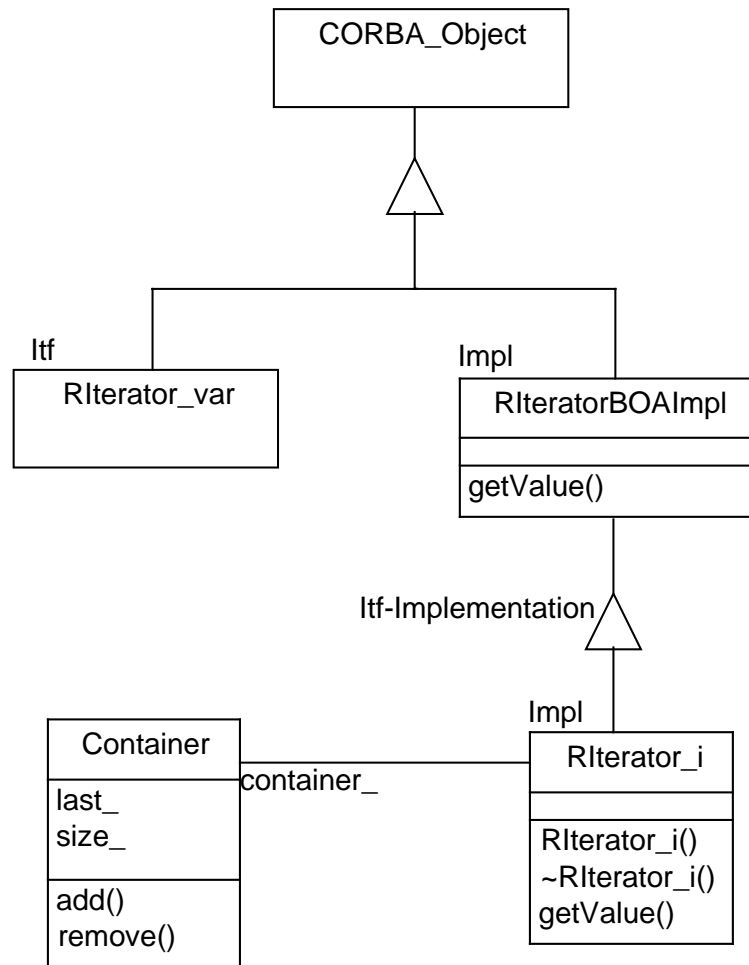 CORBA_Object
Itf
RIterator_var
Impl
RIteratorBOAImpl
getValue()
Itf-Implementation
Impl
Container
container_
RIterator_i
last_
size_
RIterator_i()
~RIterator_i()
getValue()
add()
remove()